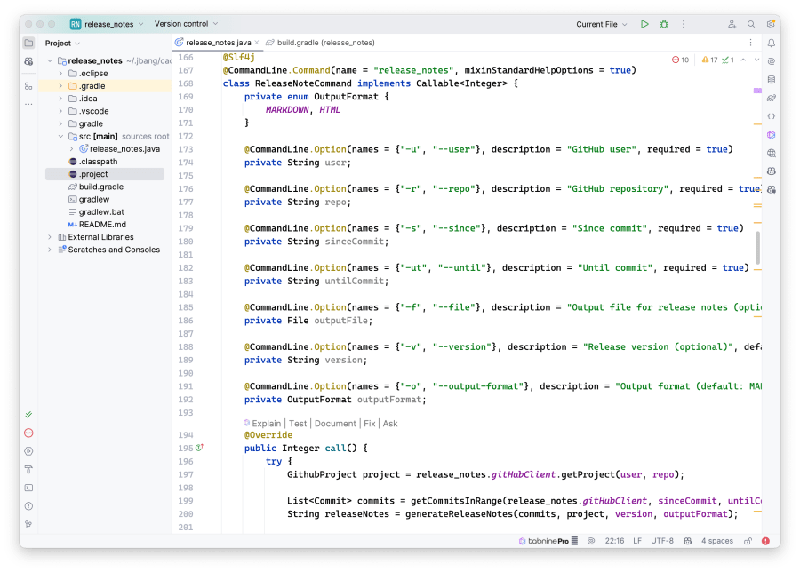 RN release_notes
Version control
Current File
Project
release_notes.java
build.gradle (release_notes)
release_notes ~/.jbang/cac
.eclipse
.gradle
.idea
.vscode
gradle
src [main] sources root
release_notes.java
.classpath
.project
build.gradle
gradlew
gradlew.bat
README.md
External Libraries
Scratches and Consoles
10 17 1
166 @Slf4j
167 @CommandLine.Command(name = "release_notes", mixinStandardHelpOptions = true)
168 class ReleaseNoteCommand implements Callable<Integer> {
169 private enum OutputFormat {
170 MARKDOWN, HTML
171 }
172
173 @CommandLine.Option(names = {"-u", "--user"}, description = "GitHub user", required = true)
174 private String user;
175
176 @CommandLine.Option(names = {"-r", "--repo"}, description = "GitHub repository", required = true)
177 private String repo;
178
179 @CommandLine.Option(names = {"-s", "--since"}, description = "Since commit", required = true)
180 private String sinceCommit;
181
182 @CommandLine.Option(names = {"-ut", "--until"}, description = "Until commit", required = true)
183 private String untilCommit;
184
185 @CommandLine.Option(names = {"-f", "--file"}, description = "Output file for release notes (optio
186 private File outputFile;
187
188 @CommandLine.Option(names = {"-v", "--version"}, description = "Release version (optional)", defa
189 private String version;
190
191 @CommandLine.Option(names = {"-o", "--output-format"}, description = "Output format (default: MAR
192 private OutputFormat outputFormat;
193
Explain | Test | Document | Fix | Ask
194 @Override
195 public Integer call() {
196 try {
197 GithubProject project = release_notes.gitHubClient.getProject(user, repo);
198
199 List<Commit> commits = getCommitsInRange(release_notes.gitHubClient, sinceCommit, untilCo
200 String releaseNotes = generateReleaseNotes(commits, project, version, outputFormat);
201
tabnine Pro 22:16 LF UTF-8 4 spaces